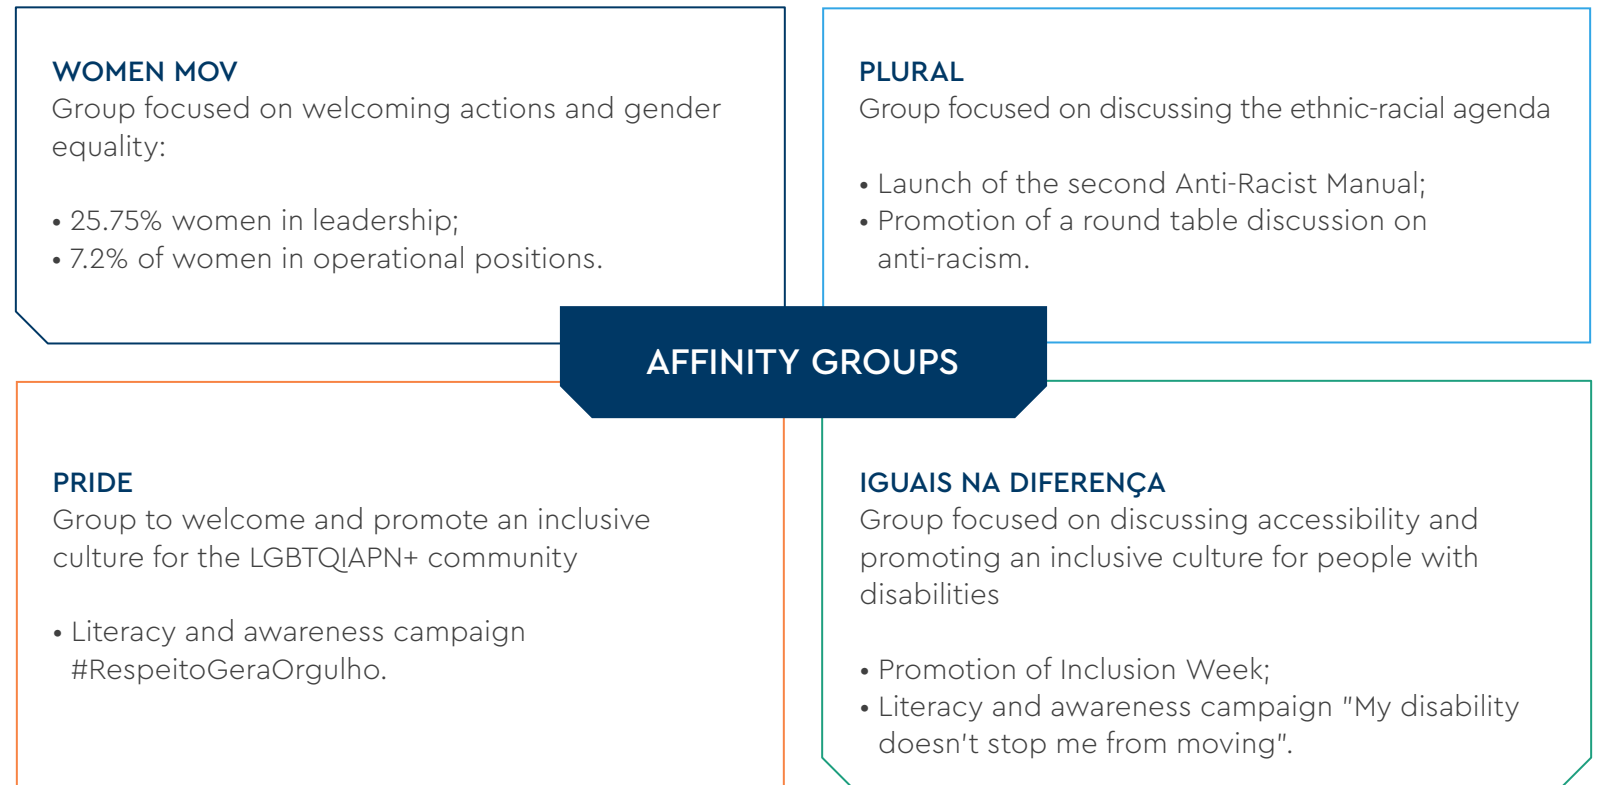 WOMEN MOV
Group focused on welcoming actions and gender
equality:
• 25.75% women in leadership;
• 7.2% of women in operational positions.
PLURAL
Group focused on discussing the ethnic-racial agenda
• Launch of the second Anti-Racist Manual;
• Promotion of a round table discussion on
anti-racism.
AFFINITY GROUPS
PRIDE
Group to welcome and promote an inclusive
culture for the LGBTQIAPN+ community
• Literacy and awareness campaign
#RespeitoGeraOrgulho.
IGUAIS NA DIFERENÇA
Group focused on discussing accessibility and
promoting an inclusive culture for people with
disabilities
• Promotion of Inclusion Week;
• Literacy and awareness campaign "My disability
doesn't stop me from moving".